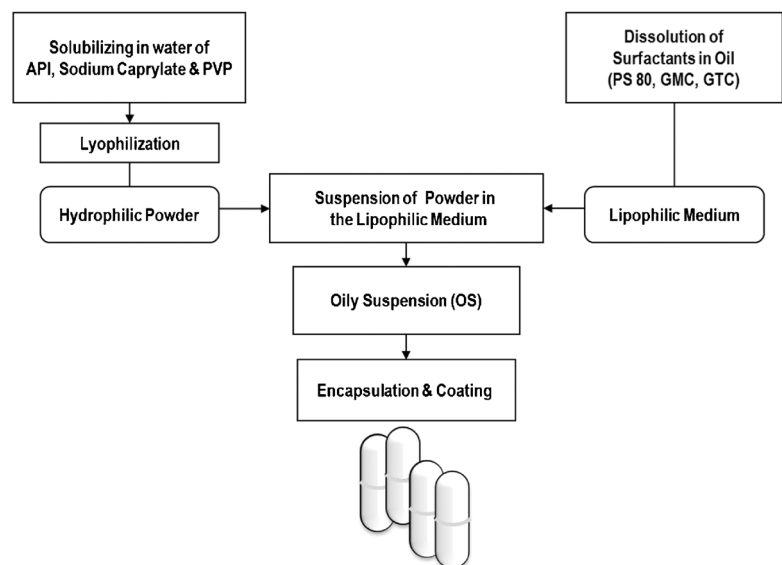 Solubilizing in water of
API, Sodium Caprylate & PVP
Dissolution of
Surfactants in Oil
(PS 80, GMC, GTC)
Lyophilization
Hydrophilic Powder
Suspension of Powder in
the Lipophilic Medium
Lipophilic Medium
Oily Suspension (OS)
Encapsulation & Coating